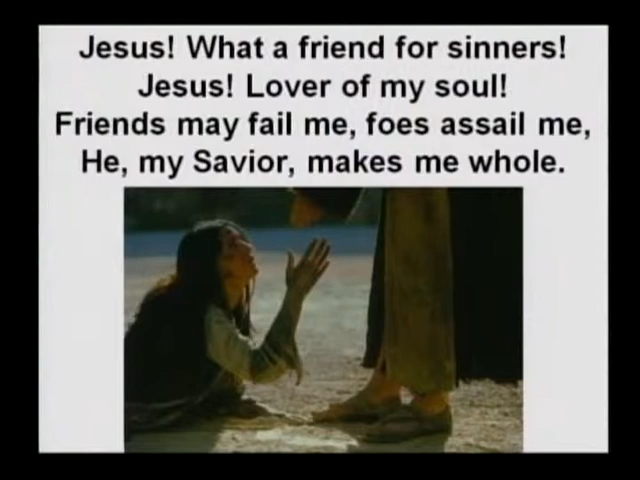 Jesus! What a friend for sinners!
Jesus! Lover of my soul!
Friends may fail me, foes assail me,
He, my Savior, makes me whole.